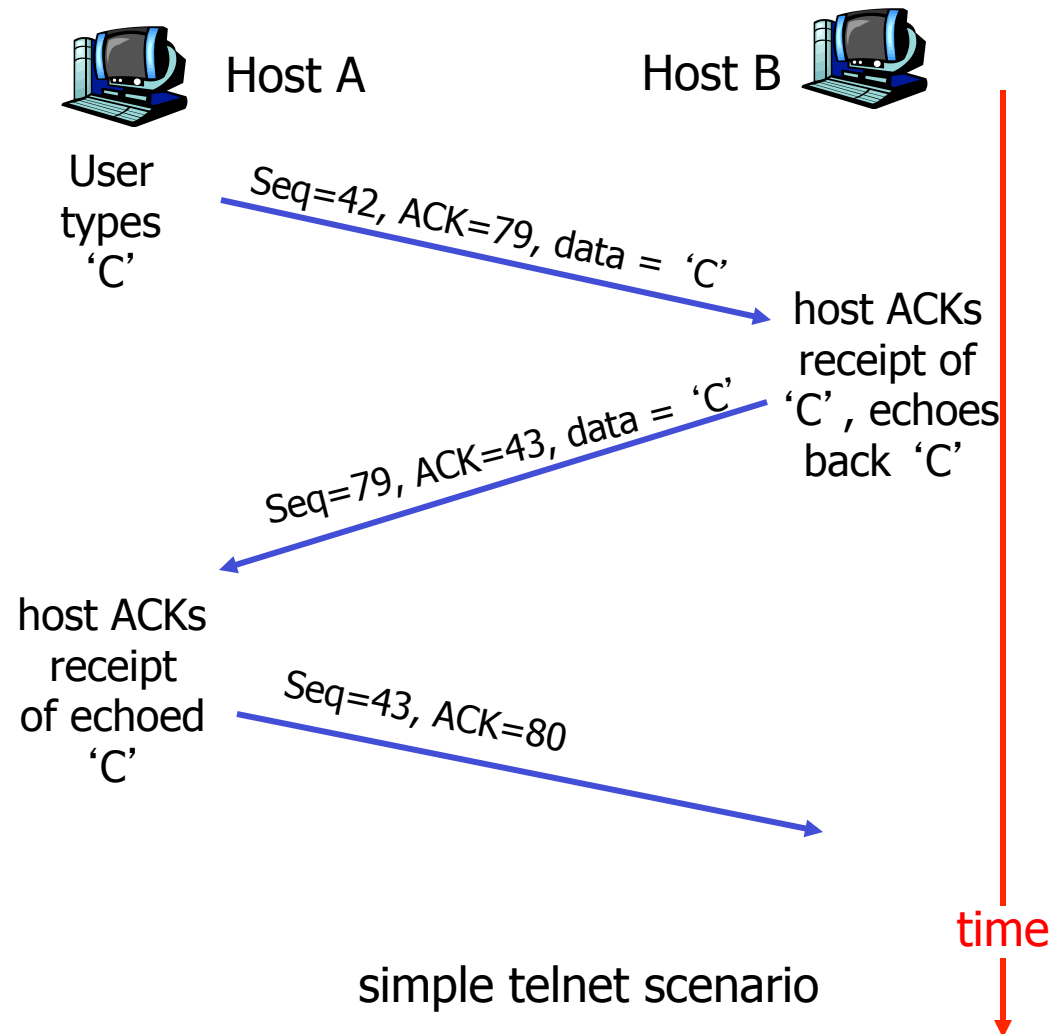 Host A
Host B
User
types
‘C’
Seq=42, ACK=79, data = ‘C’
host ACKs
receipt of
‘C’ , echoes
back ‘C’
Seq=79, ACK=43, data = ‘C’
host ACKs
receipt
of echoed
‘C’
Seq=43, ACK=80
time
simple telnet scenario